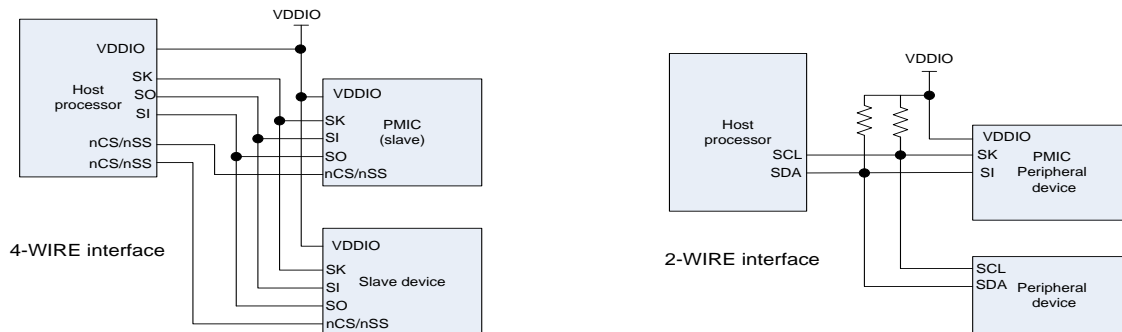 VDDIO
VDDIO
SK
Host
processor
SO
SI
nCS/nSS
nCS/nSS
VDDIO
SK
PMIC
SI
(slave)
SO
nCS/nSS
4-WIRE interface
VDDIO
SK
Slave device
SI
SO
nCS/nSS
VDDIO
Host
processor
SCL
SDA
VDDIO
SK
PMIC
SI
Peripheral
device
2-WIRE interface
SCL
SDA
Peripheral
device